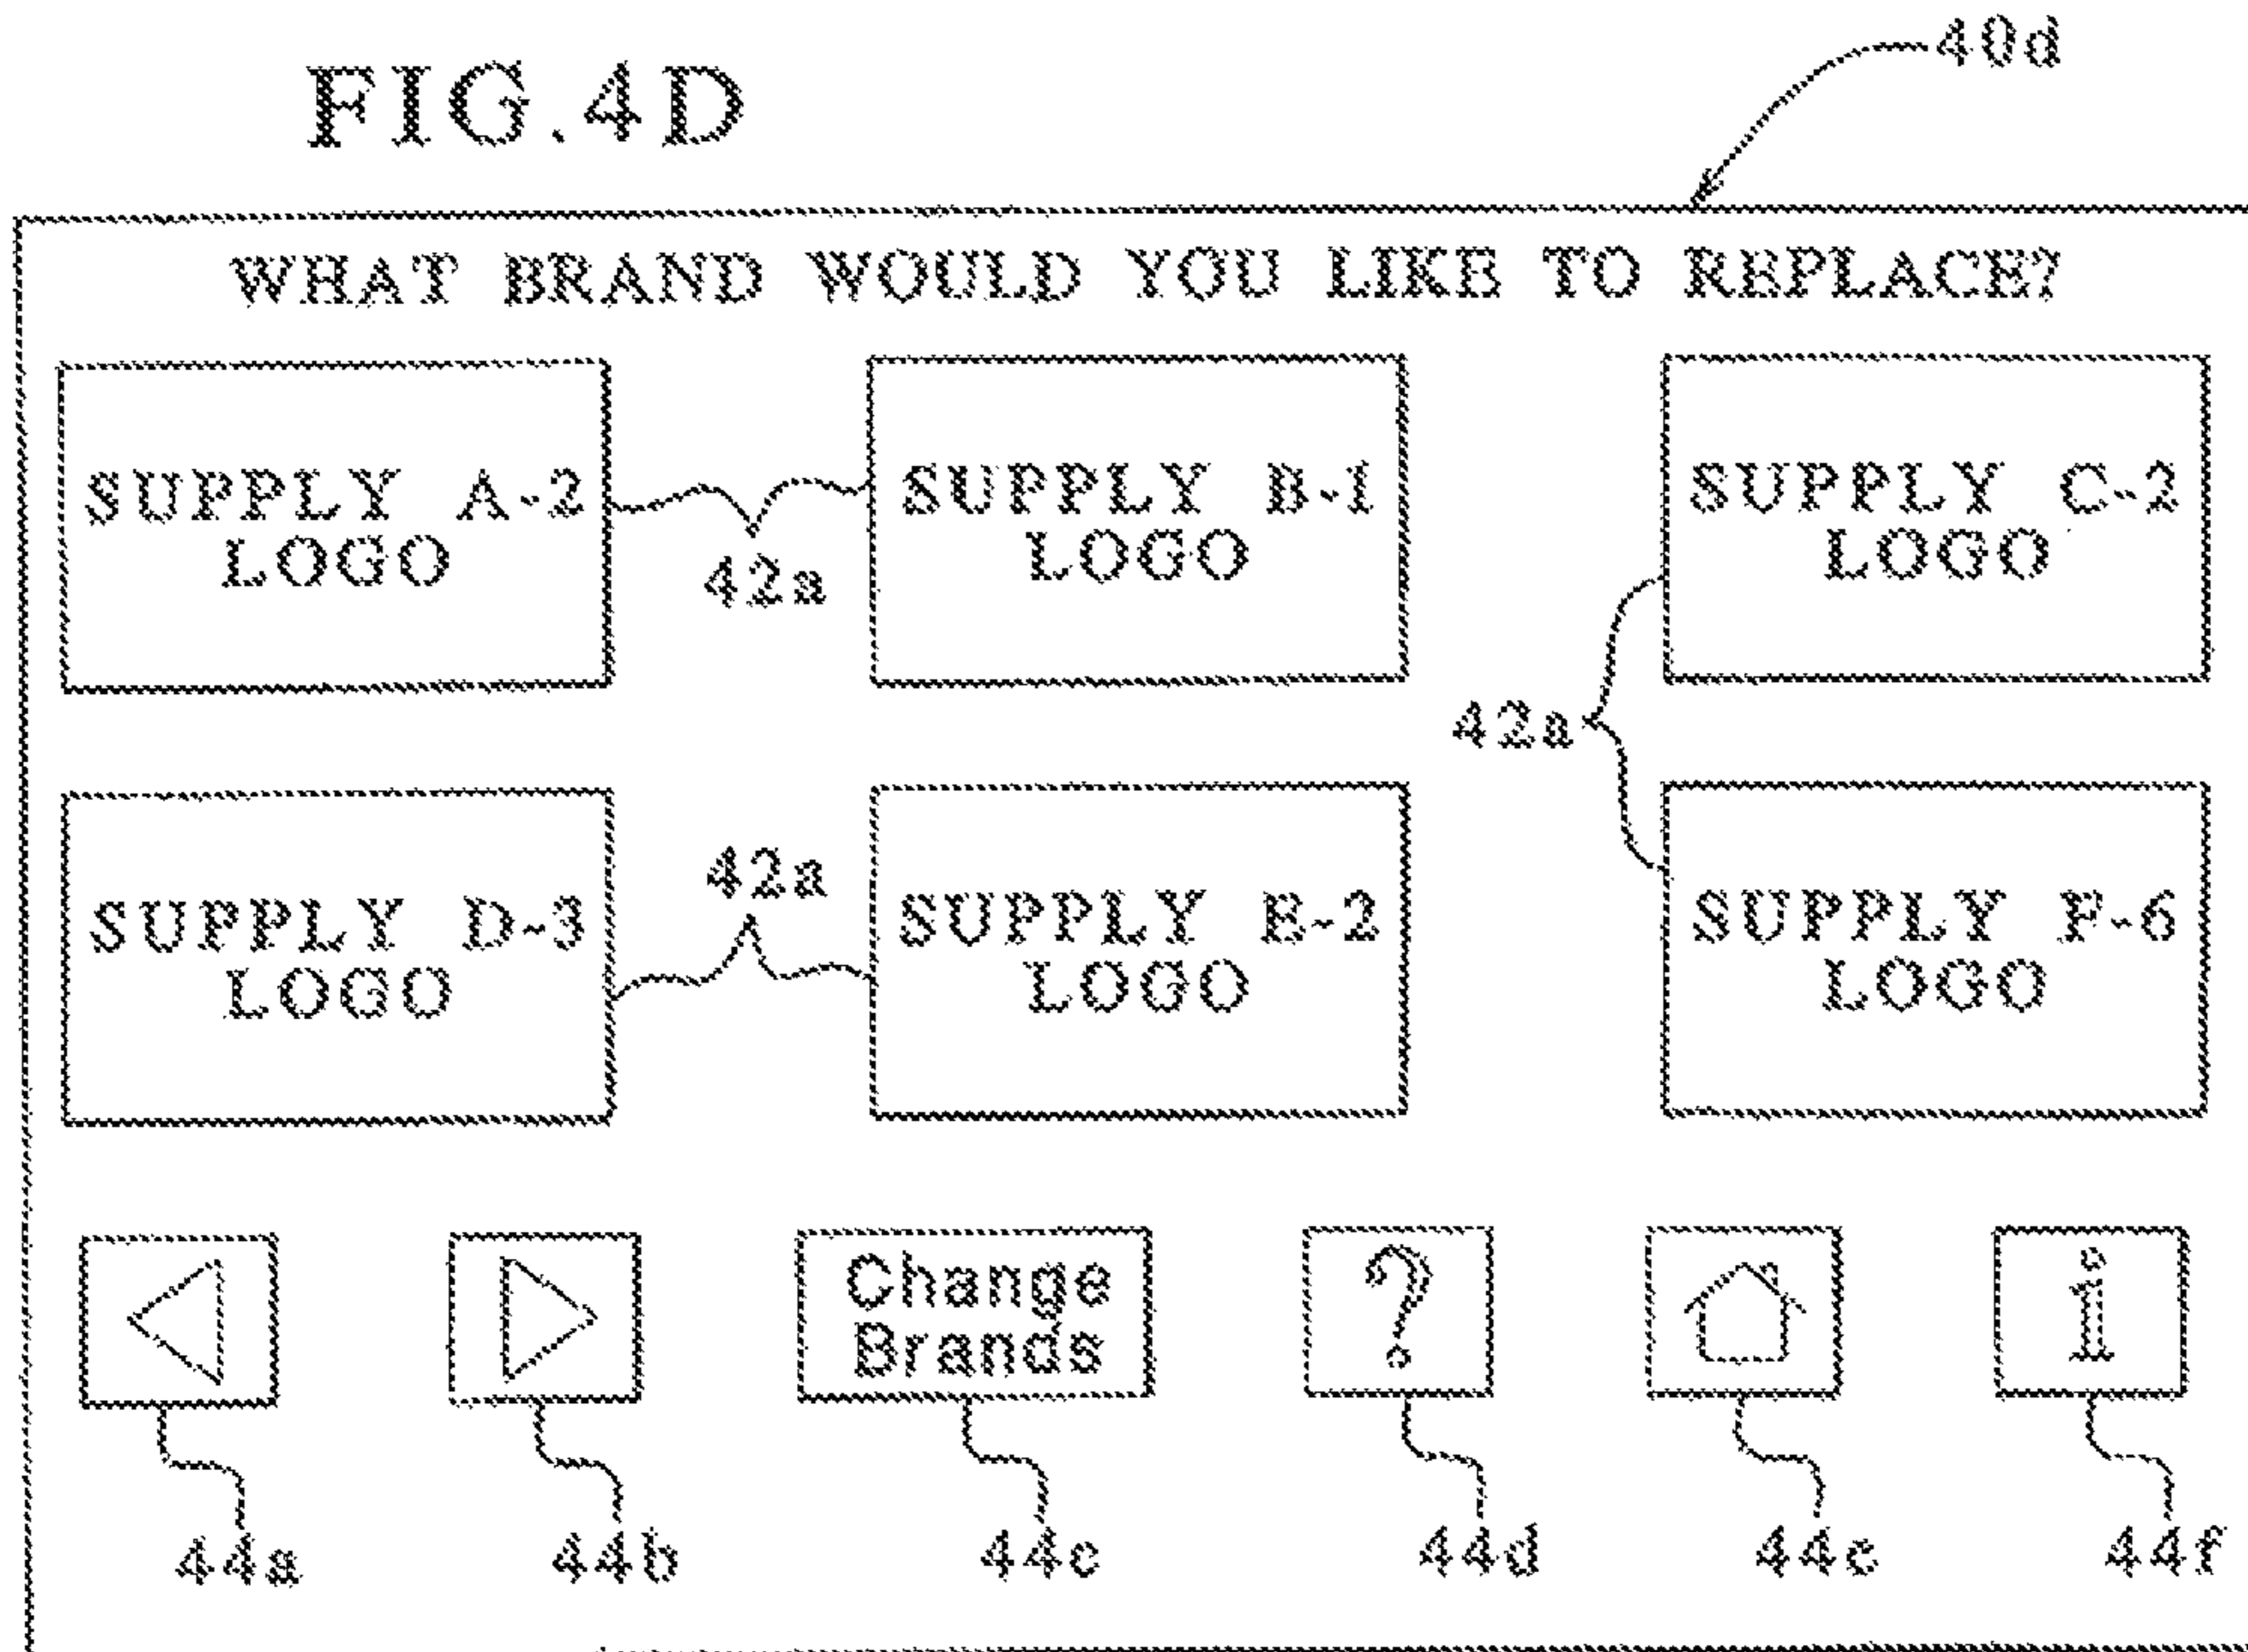 FIG.4D
40d
WHAT BRAND WOULD YOU LIKE TO REPLACE?
SUPPLY A-2
LOGO
42a
SUPPLY B-1
LOGO
SUPPLY C-2
LOGO
42a
SUPPLY D-3
LOGO
42a
SUPPLY E-2
LOGO
SUPPLY F-6
LOGO
Change
Brands
?
i
44a
44b
44c
44d
44e
44f